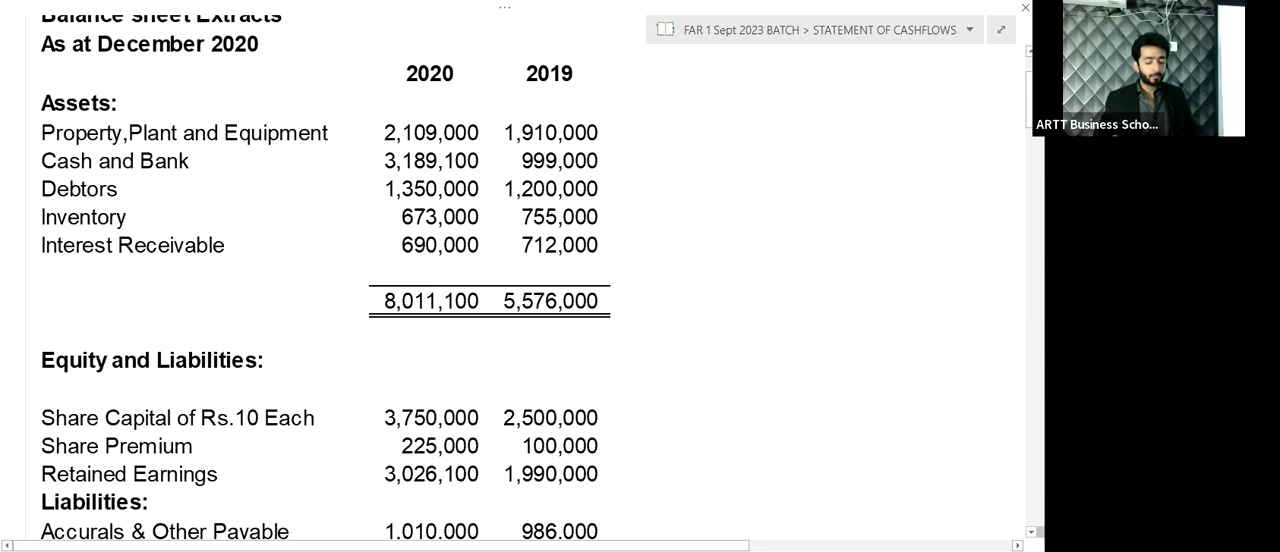 Balance Sheet Extracts
As at December 2020
FAR 1 Sept 2023 BATCH > STATEMENT OF CASHFLOWS
2020 2019
Assets:
Property,Plant and Equipment 2,109,000 1,910,000
Cash and Bank 3,189,100 999,000
Debtors 1,350,000 1,200,000
Inventory 673,000 755,000
Interest Receivable 690,000 712,000
8,011,100 5,576,000
Equity and Liabilities:
Share Capital of Rs.10 Each 3,750,000 2,500,000
Share Premium 225,000 100,000
Retained Earnings 3,026,100 1,990,000
Liabilities:
Accurals & Other Payable 1,010,000 986,000
ARTT Business Scho...